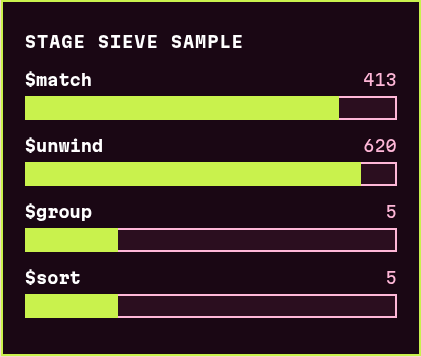 STAGE SIEVE SAMPLE
$match 413
$unwind 620
$group 5
$sort 5